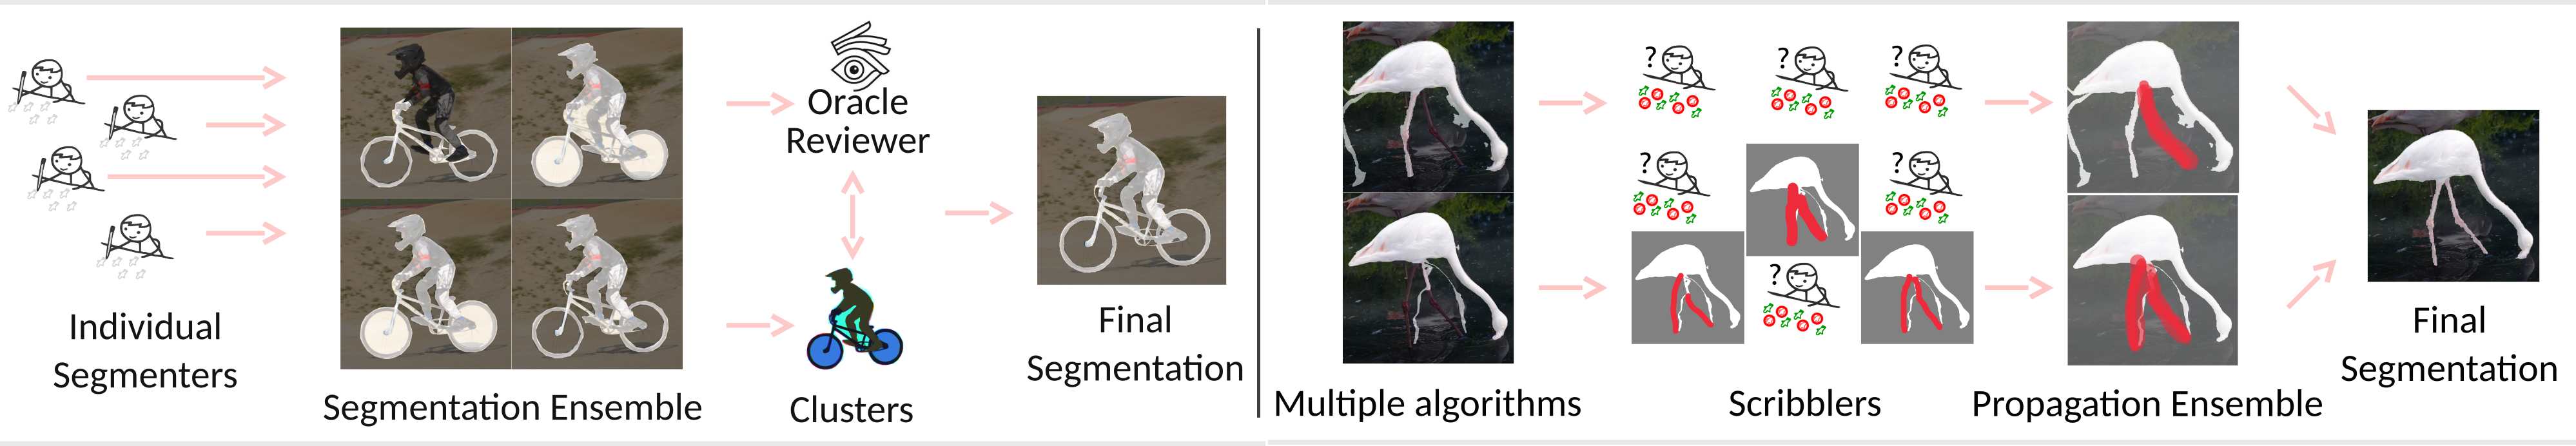 Individual
Segmenters
Segmentation Ensemble
Oracle
Reviewer
Clusters
Final
Segmentation
Multiple algorithms
? ? ?
? ?
?
Scribblers
Propagation Ensemble
Final
Segmentation